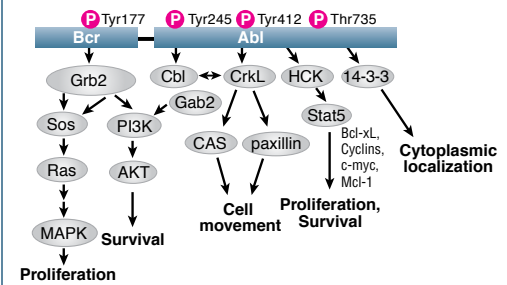 P Tyr177 P Tyr245 P Tyr412 P Thr735
Bcr Abl
Grb2 Cbl CrkL HCK 14-3-3
Gab2
Sos PI3K Stat5
CAS paxillin
Bcl-xL,
Cyclins,
c-myc,
Mcl-1
Cytoplasmic
localization
Ras AKT
Cell
movement
Proliferation,
Survival
MAPK Survival
Proliferation